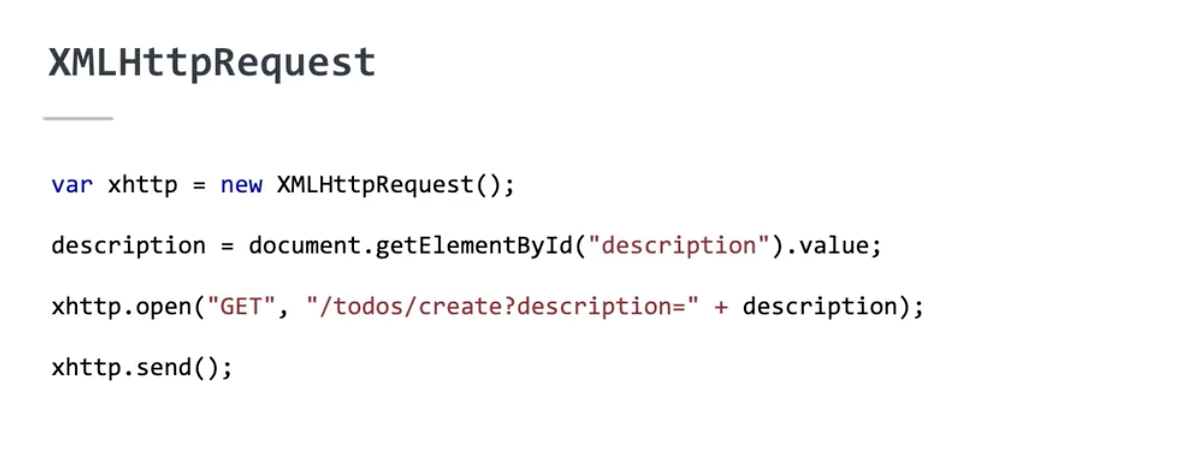 XMLHttpRequest
var xhttp = new XMLHttpRequest();
description = document.getElementById("description").value;
xhttp.open("GET", "/todos/create?description=" + description);
xhttp.send();